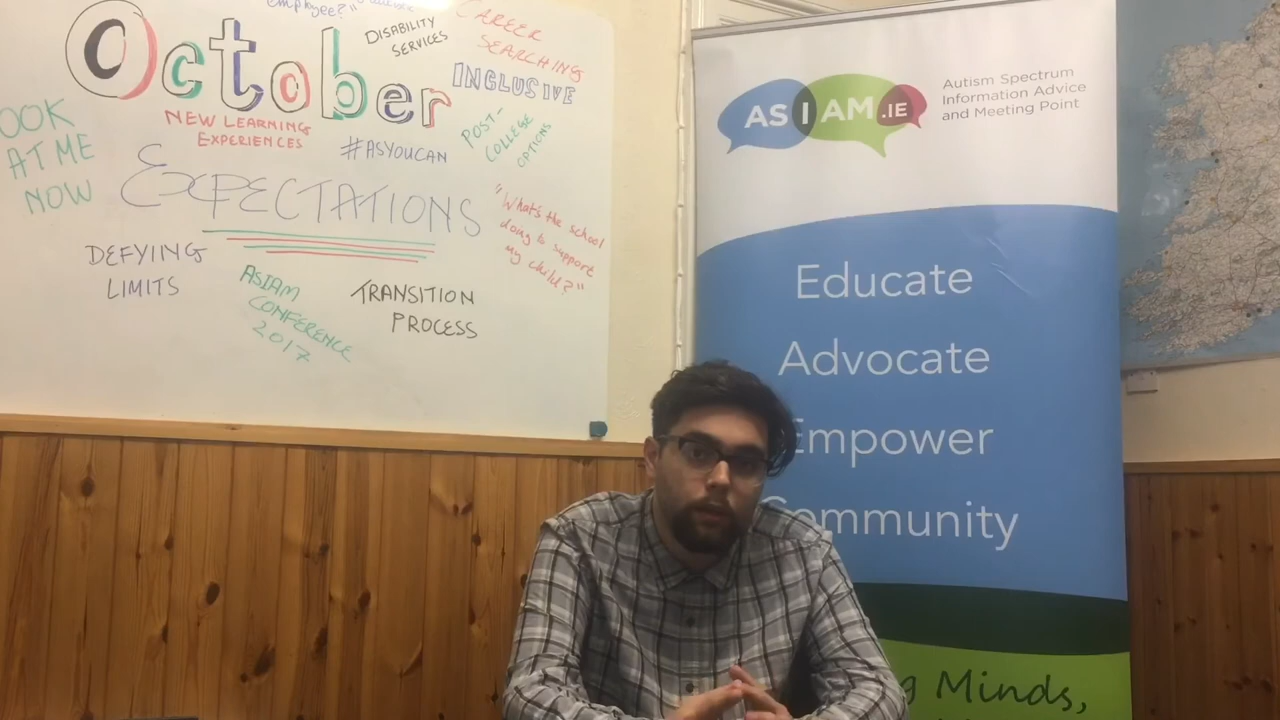 employee?"
October
DISABILITY
SERVICES
CAREER
SEARCHING
INCLUSIVE
OOK
AT ME
NOW
NEW LEARNING
EXPERIENCES
#ASYOUCAN
POST-
COLLEGE
OPTIONS
EXPECTATIONS
"What's the school
doing to support
my child?"
DEFYING
LIMITS
ASIAM
CONFERENCE
2017
TRANSITION
PROCESS
AS I AM.IE
Autism Spectrum
Information Advice
and Meeting Point
Educate
Advocate
Empower
Community
g Minds,